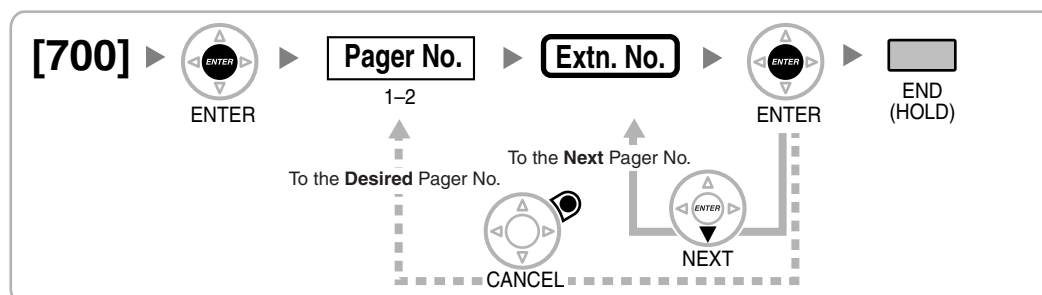 [700]
ENTER
ENTER
Pager No.
1–2
Extn. No.
ENTER
ENTER
END
(HOLD)
To the Desired Pager No.
To the Next Pager No.
ENTER
CANCEL
NEXT